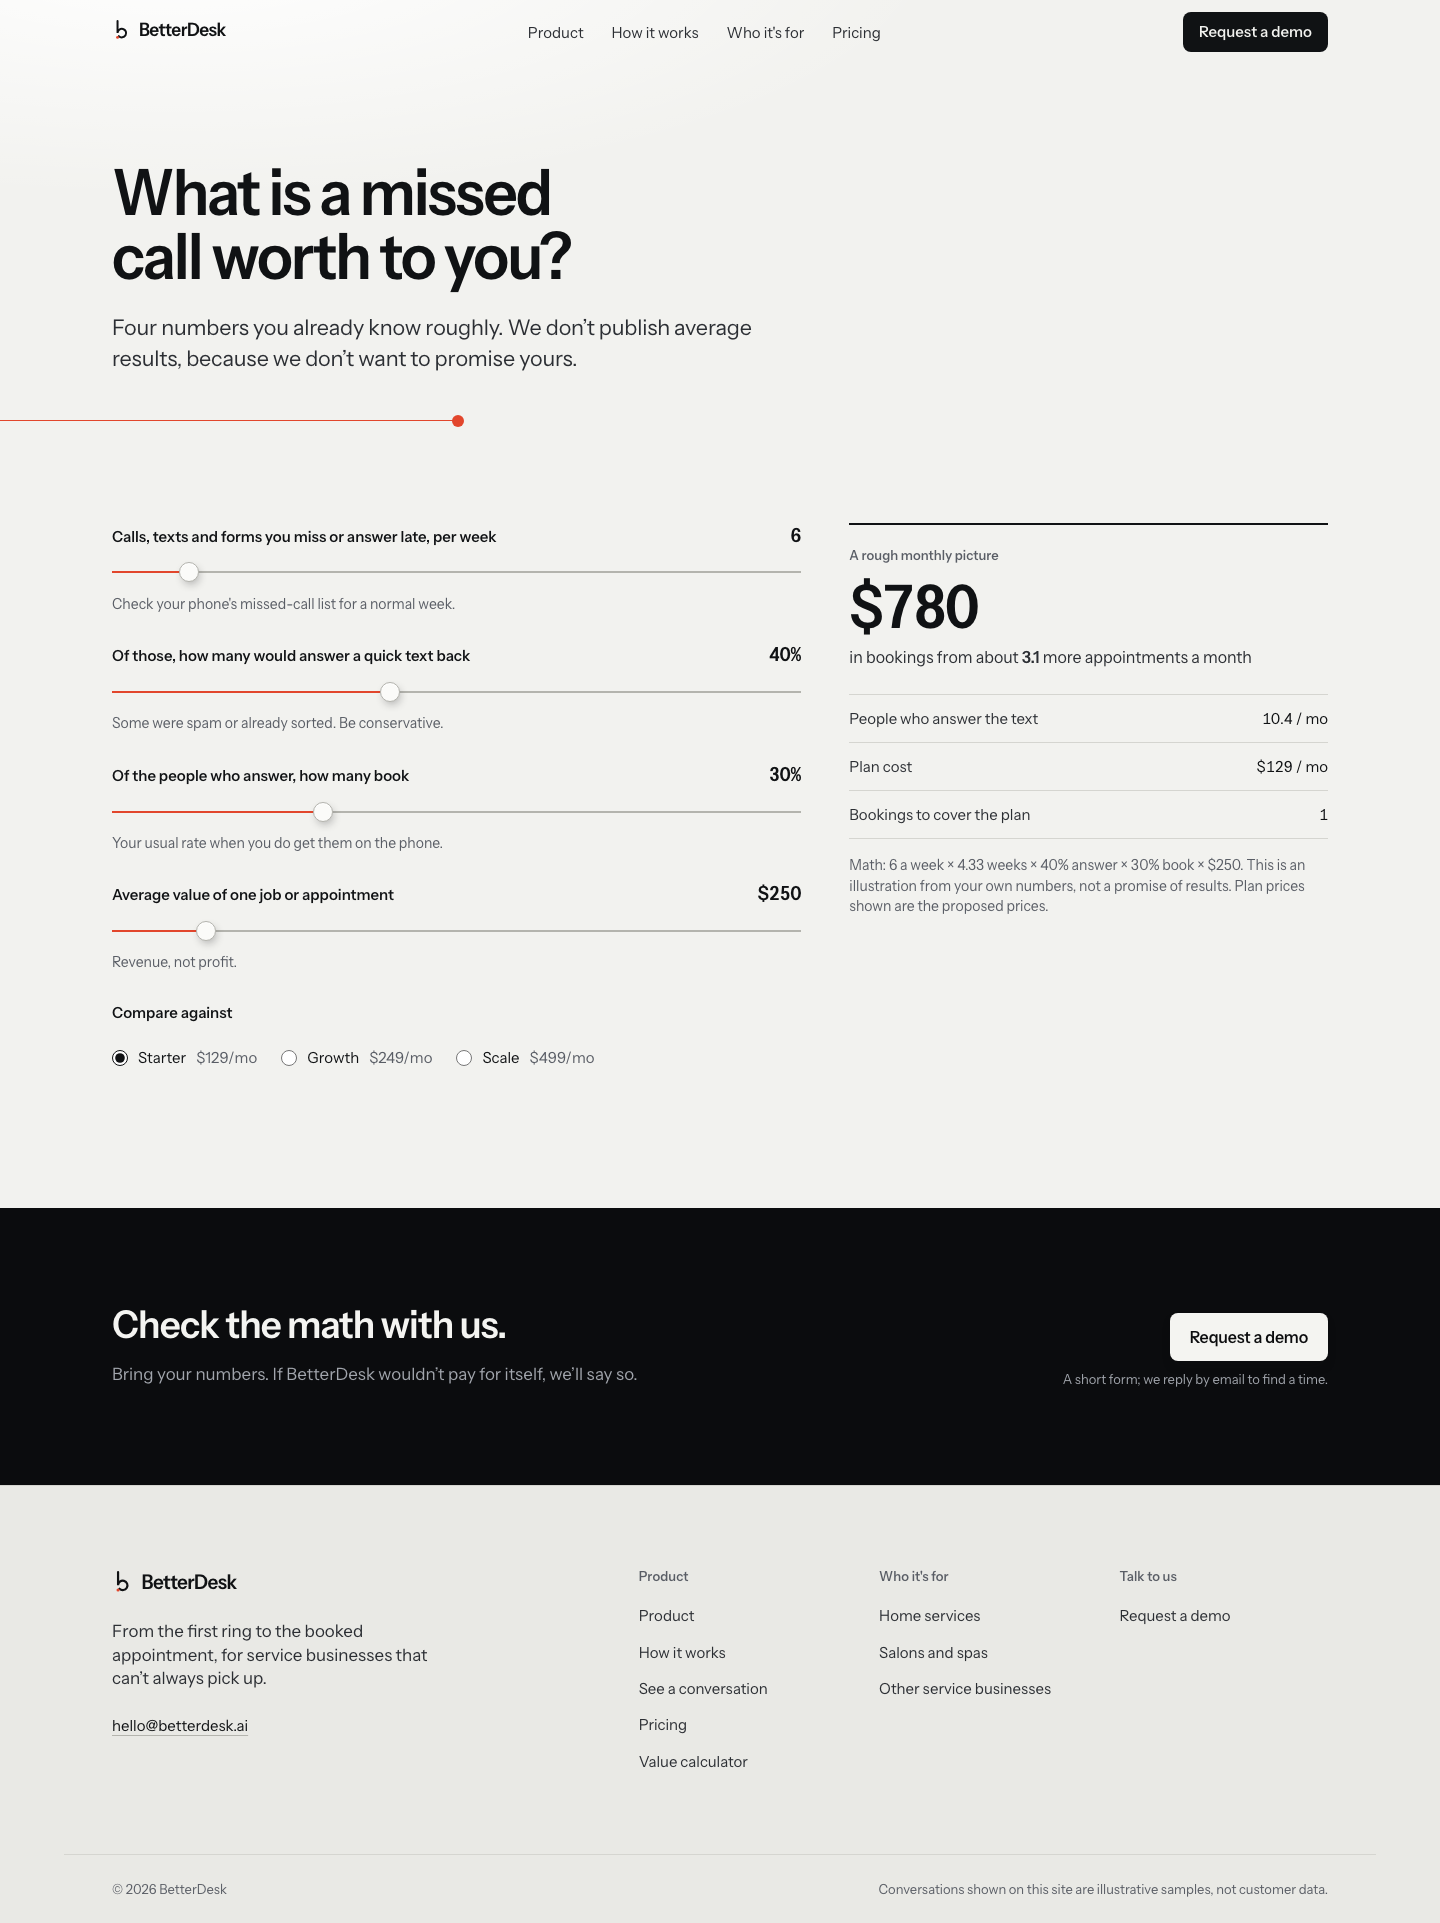 BetterDesk
Product
How it works
Who it's for
Pricing
Request a demo
What is a missed
call worth to you?
Four numbers you already know roughly. We don’t publish average
results, because we don’t want to promise yours.
Calls, texts and forms you miss or answer late, per week
6
Check your phone's missed-call list for a normal week.
Of those, how many would answer a quick text back
40%
Some were spam or already sorted. Be conservative.
Of the people who answer, how many book
30%
Your usual rate when you do get them on the phone.
Average value of one job or appointment
$250
Revenue, not profit.
Compare against
Starter $129/mo
Growth $249/mo
Scale $499/mo
A rough monthly picture
$780
in bookings from about 3.1 more appointments a month
People who answer the text
10.4 / mo
Plan cost
$129 / mo
Bookings to cover the plan
1
Math: 6 a week × 4.33 weeks × 40% answer × 30% book × $250. This is an
illustration from your own numbers, not a promise of results. Plan prices
shown are the proposed prices.
Check the math with us.
Bring your numbers. If BetterDesk wouldn’t pay for itself, we’ll say so.
Request a demo
A short form; we reply by email to find a time.
BetterDesk
From the first ring to the booked
appointment, for service businesses that
can’t always pick up.
hello@betterdesk.ai
Product
Product
How it works
See a conversation
Pricing
Value calculator
Who it's for
Home services
Salons and spas
Other service businesses
Talk to us
Request a demo
© 2026 BetterDesk
Conversations shown on this site are illustrative samples, not customer data.